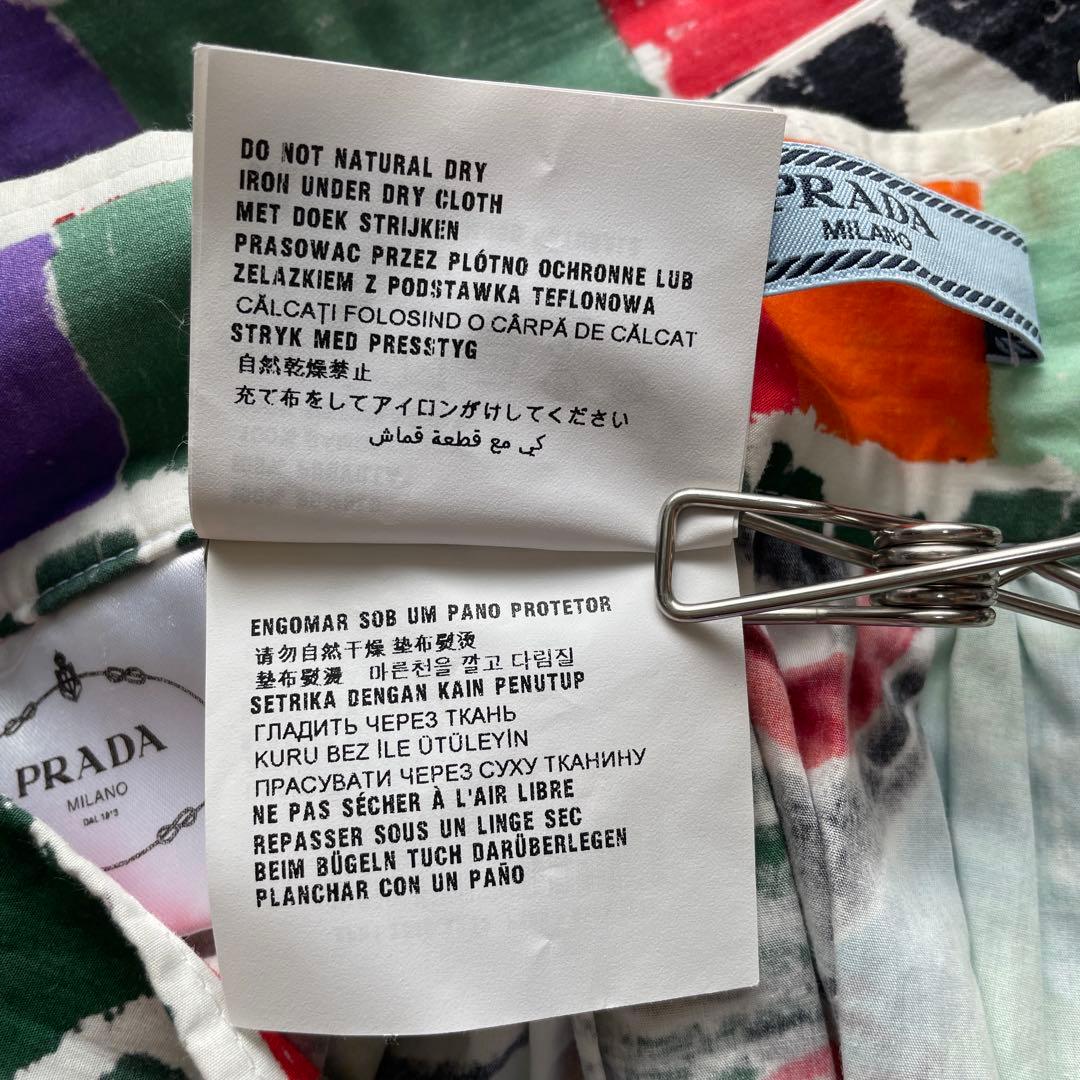 DO NOT NATURAL DRY
IRON UNDER DRY CLOTH
MET DOEK STRIJKEN
PRASOWAC PRZEZ PLÓTNO OCHRONNE LUB
ZELAZKIEM Z PODSTAWKA TEFLONOWA
CĂLCAȚI FOLOSIND O CÂRPĂ DE CĂLCAT
STRYK MED PRESSTYG
自然乾燥禁止
充て布をしてアイロンがけしてください
كي مع قطعة قماش
PRADA
MILANO
ENGOMAR SOB UM PANO PROTETOR
请勿自然干燥 垫布熨烫
墊布熨燙 마른천을 깔고 다림질
SETRIKA DENGAN KAIN PENUTUP
ГЛАДИТЬ ЧЕРЕЗ ТКАНЬ
KURU BEZ İLE ÜTÜLEYİN
ПРАСУВАТИ ЧЕРЕЗ СУХУ ТКАНИНУ
NE PAS SÉCHER À L'AIR LIBRE
REPASSER SOUS UN LINGE SEC
BEIM BÜGELN TUCH DARÜBERLEGEN
PLANCHAR CON UN PAÑO
PRADA
MILANO
DAL 1913